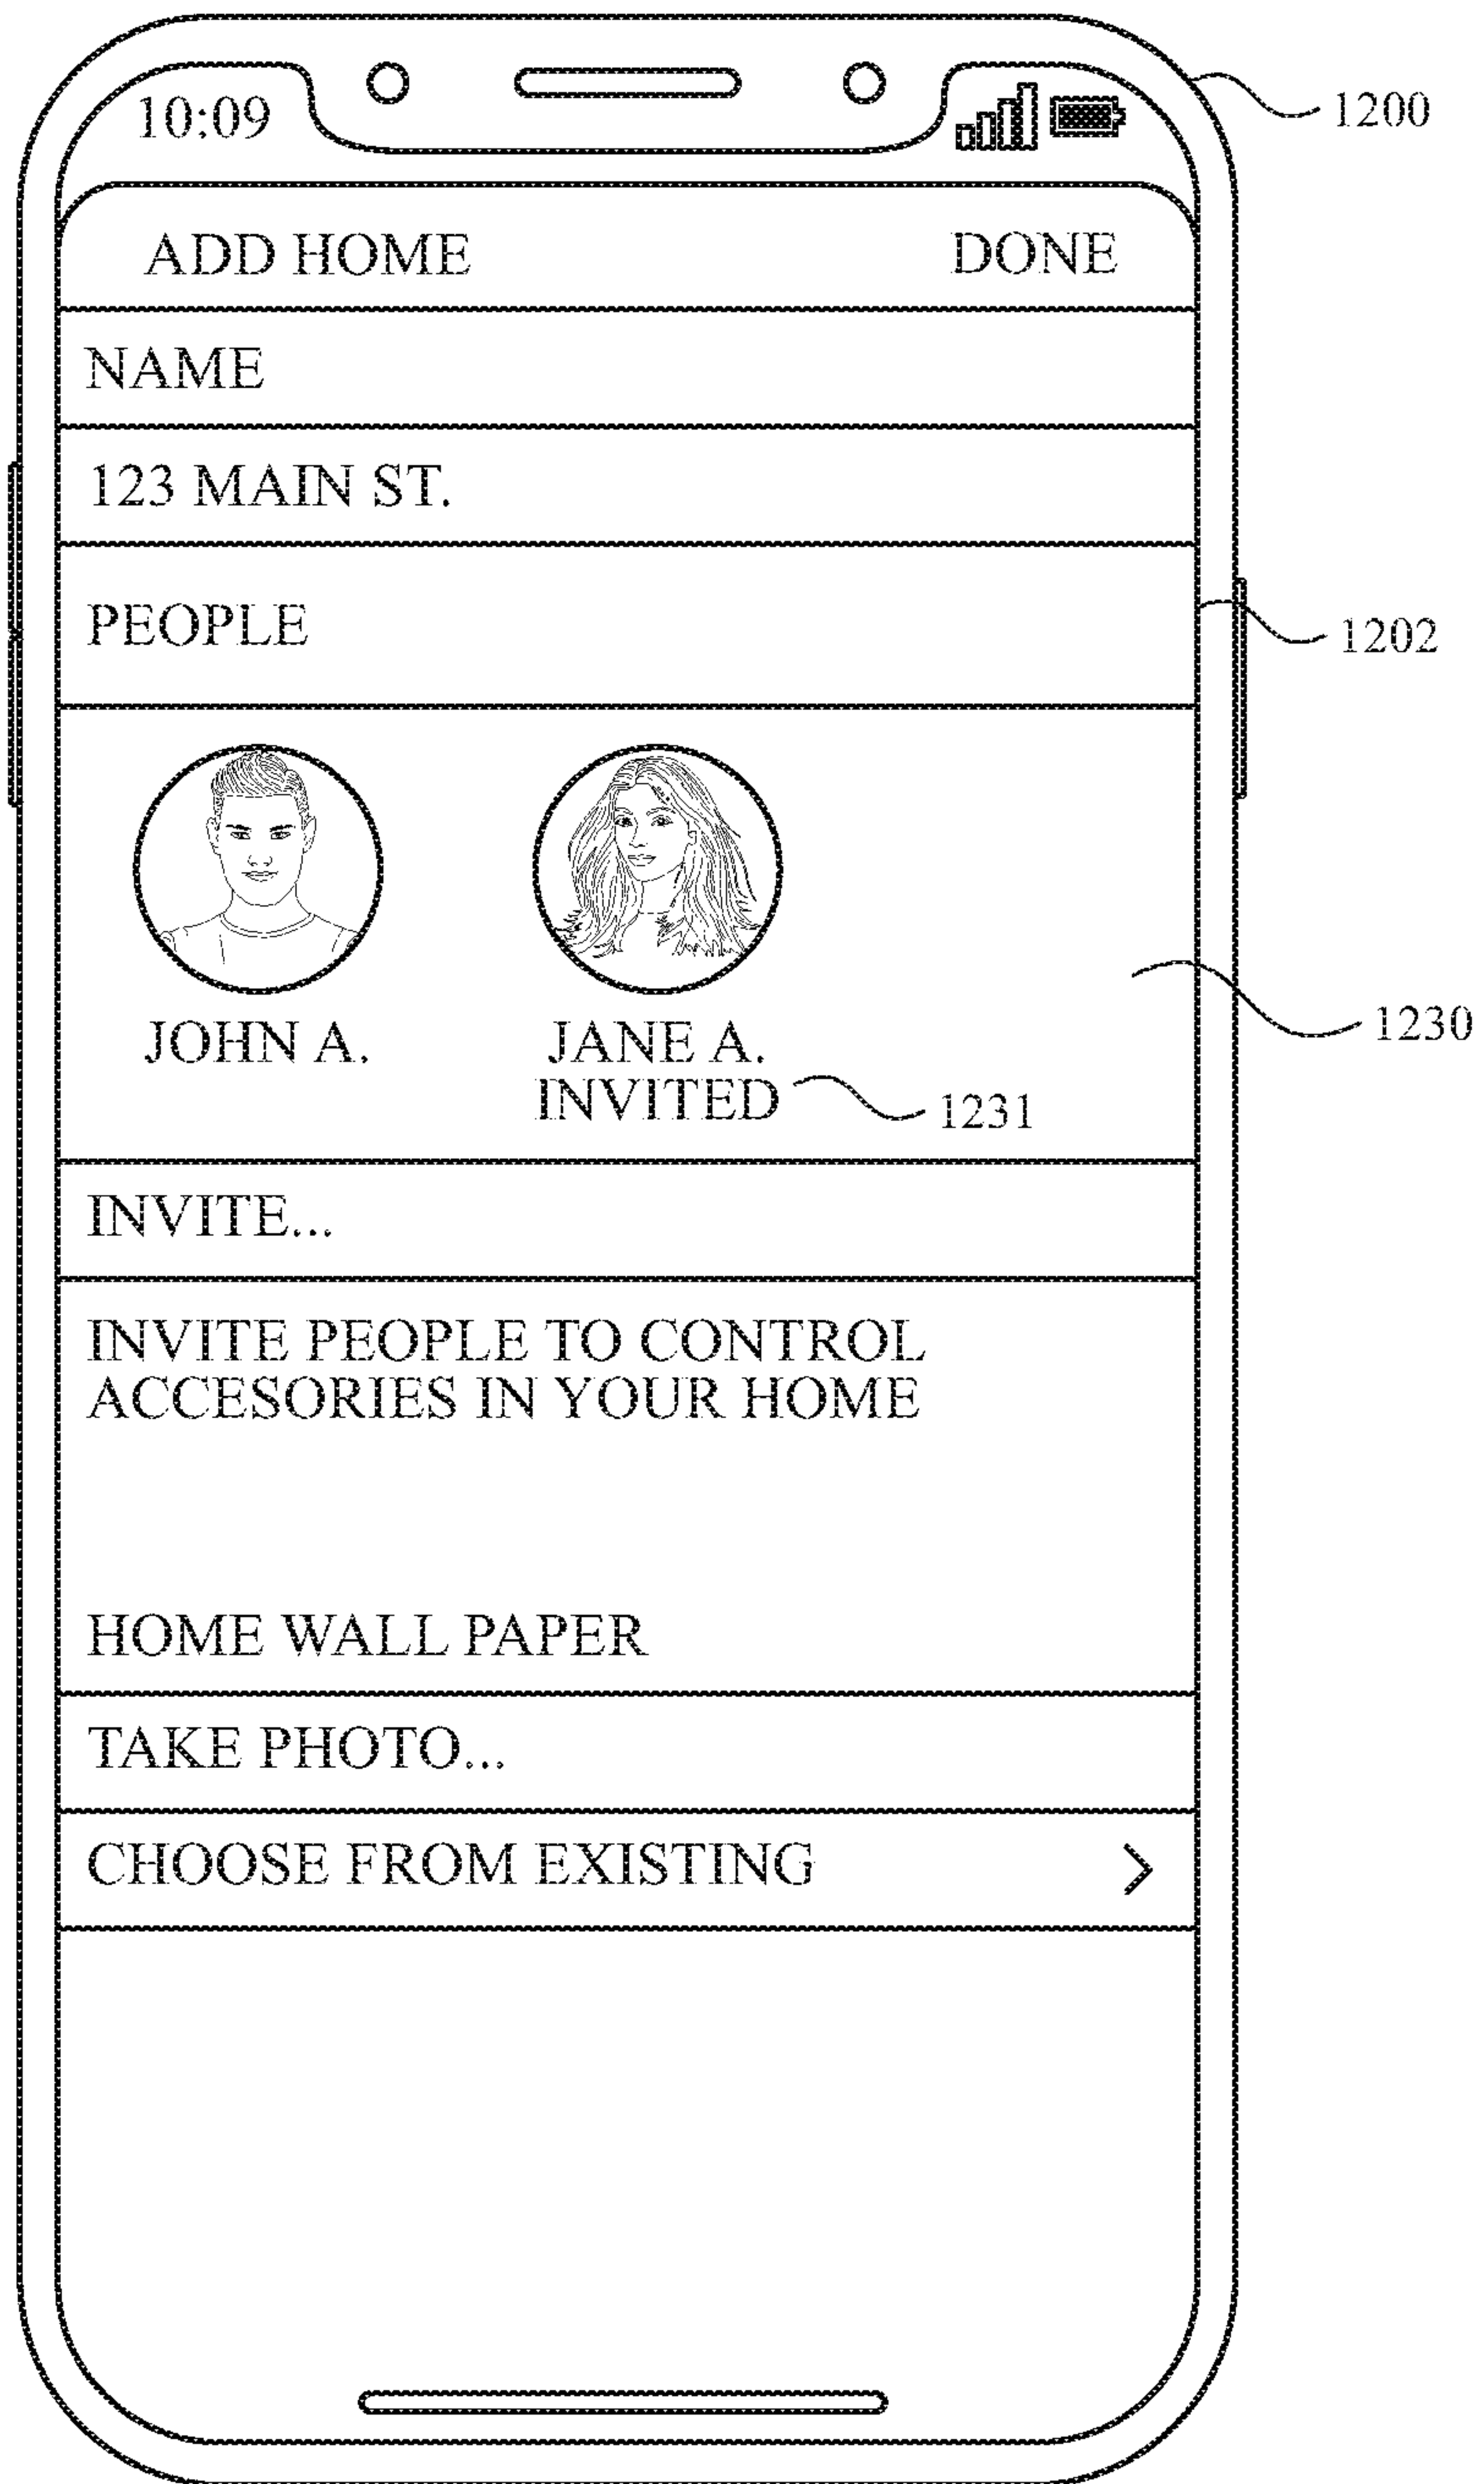 10:09
1200
ADD HOME DONE
NAME
123 MAIN ST.
PEOPLE
1202
1230
JOHN A. JANE A.
INVITED
1231
INVITE...
INVITE PEOPLE TO CONTROL
ACCESORIES IN YOUR HOME
HOME WALL PAPER
TAKE PHOTO...
CHOOSE FROM EXISTING